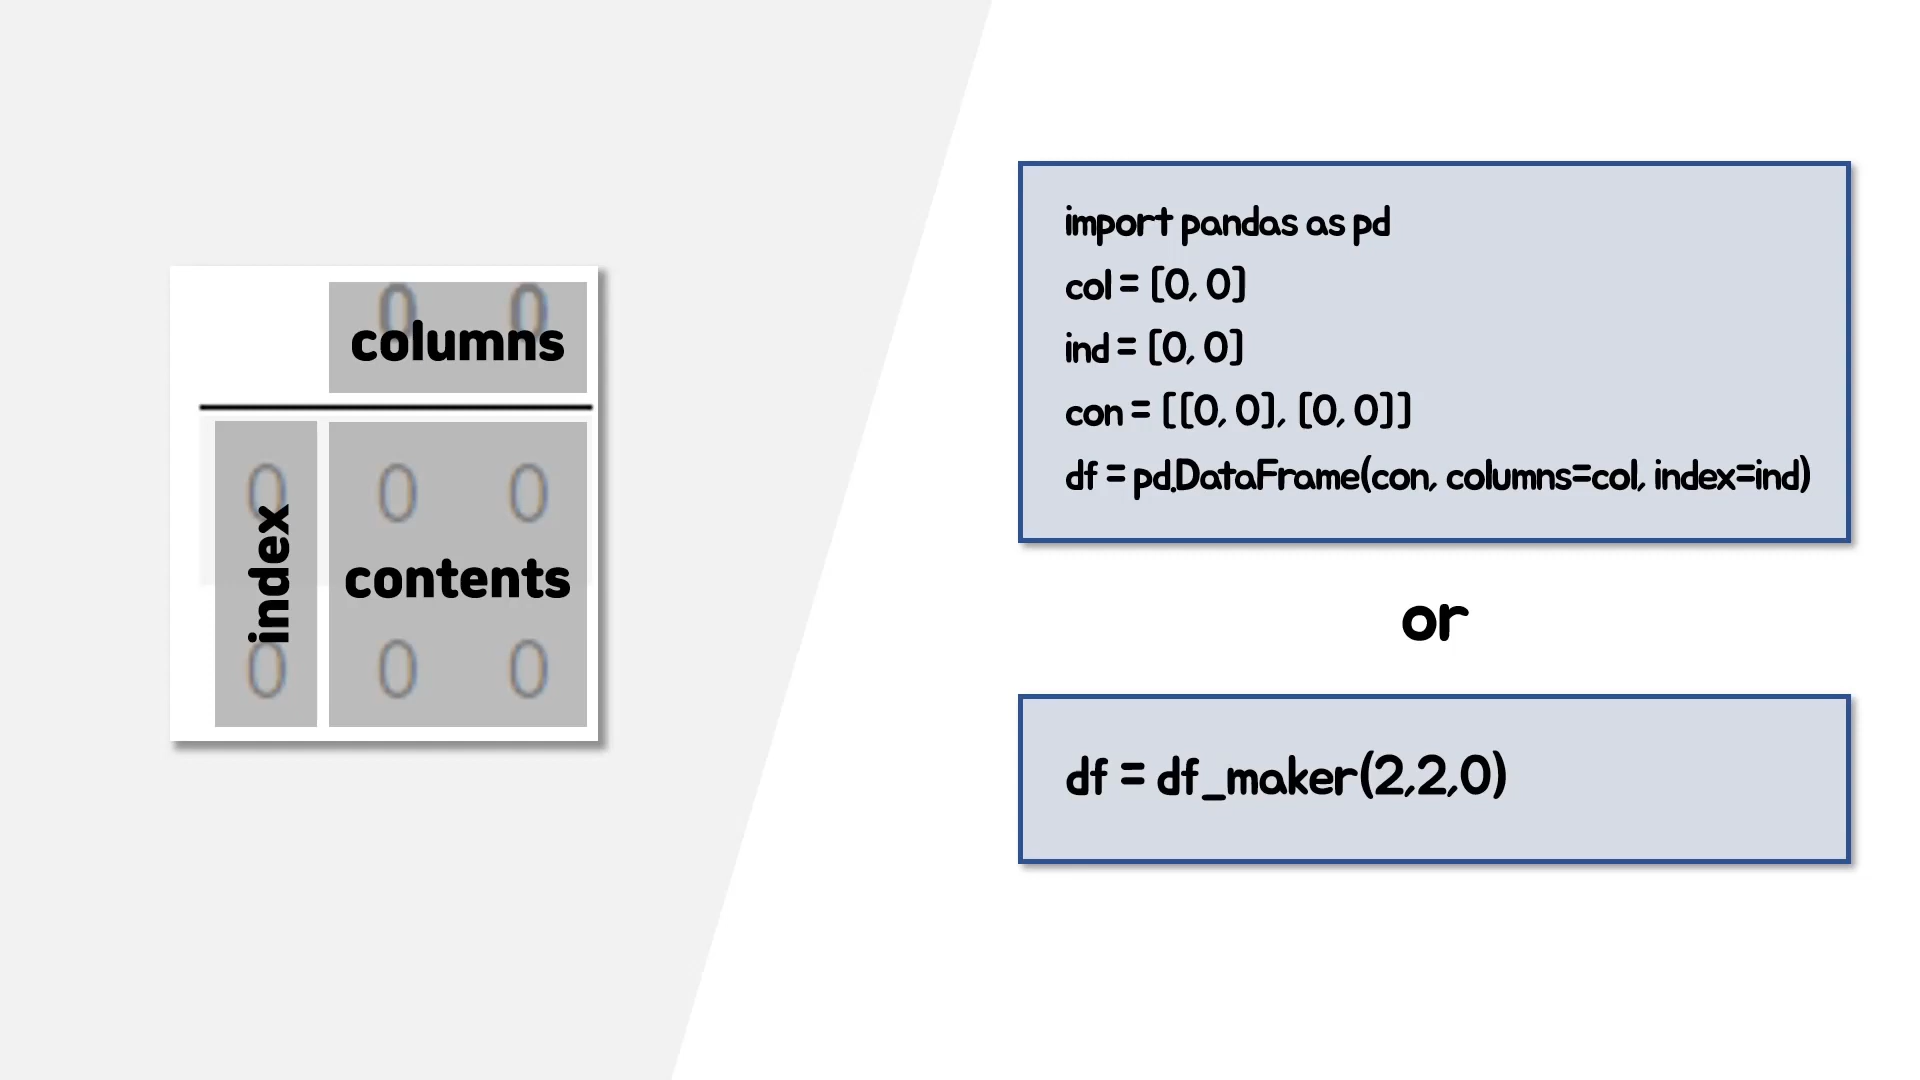 0 0
columns
0 0 0
index
contents
0 0 0
import pandas as pd
col = [0, 0]
ind = [0, 0]
con = [[0, 0], [0, 0]]
df = pd.DataFrame(con, columns=col, index=ind)
or
df = df_maker(2,2,0)